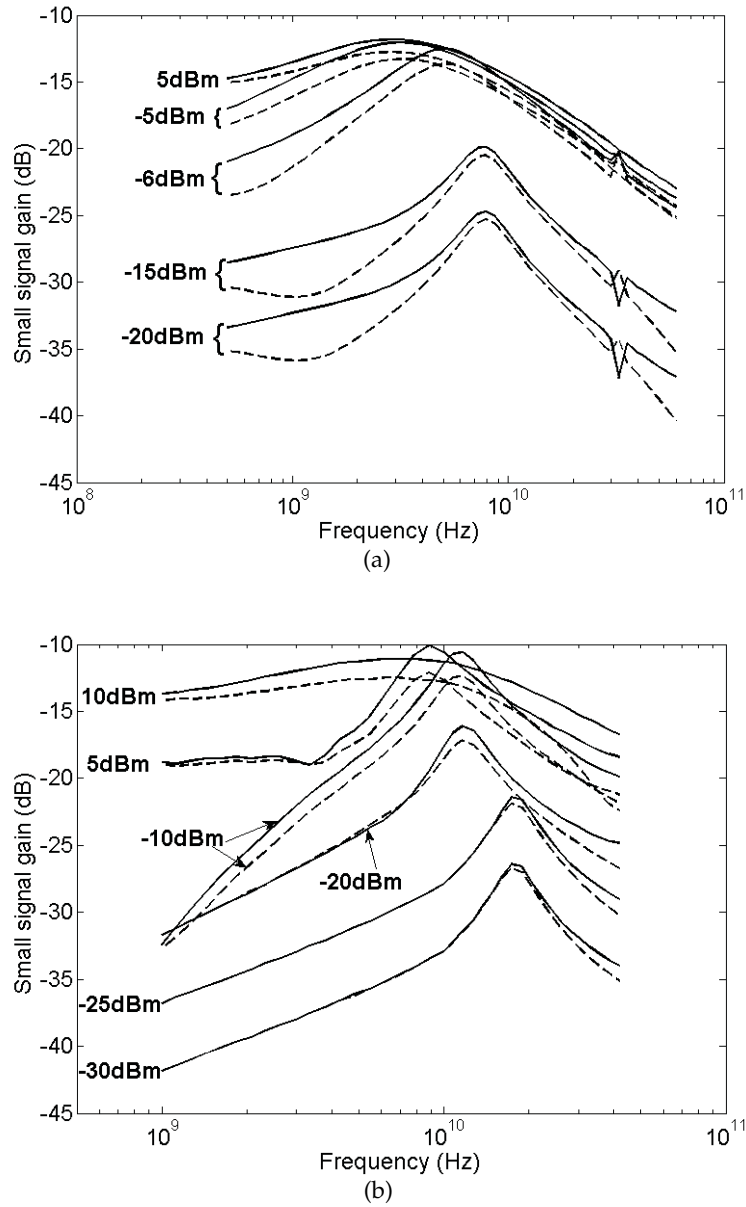 -10
-15
-20
-25
-30
-35
-40
-45
Small signal gain (dB)
5dBm
-5dBm {
-6dBm {
-15dBm {
-20dBm {
10^8
10^9
10^10
10^11
Frequency (Hz)
(a)
-10
-15
-20
-25
-30
-35
-40
-45
Small signal gain (dB)
10dBm
5dBm
-10dBm
-20dBm
-25dBm
-30dBm
10^9
10^10
10^11
Frequency (Hz)
(b)